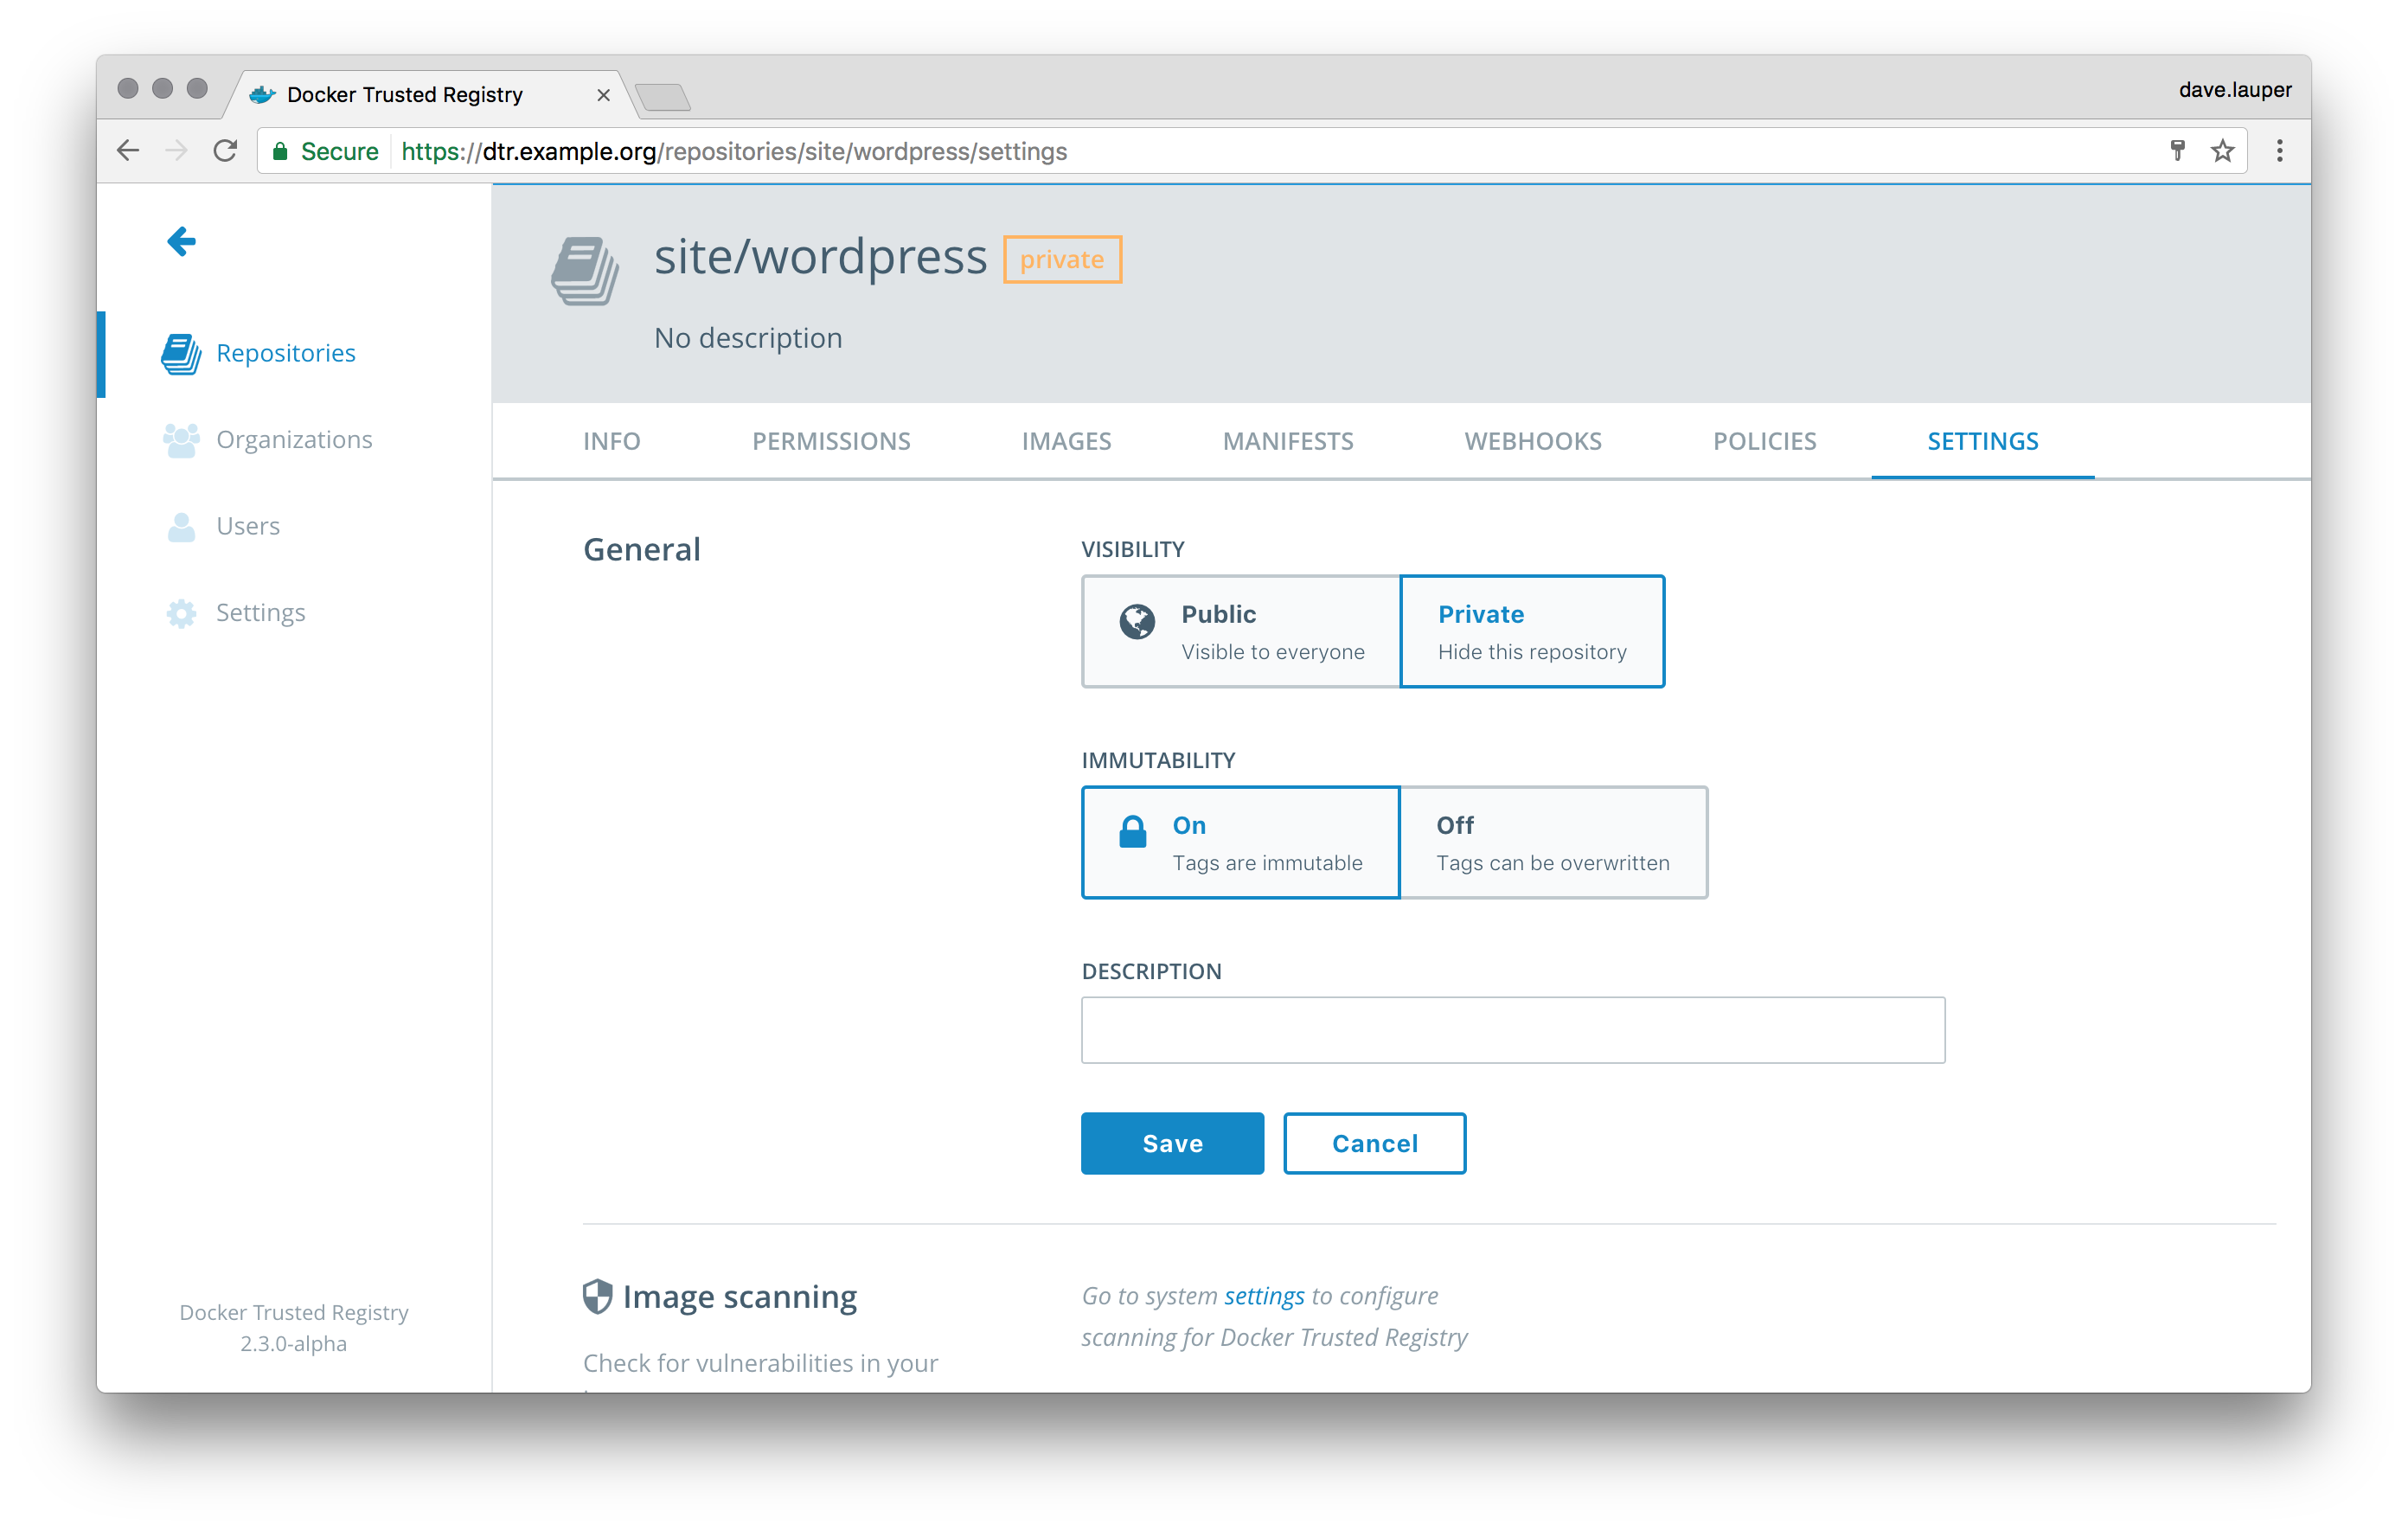 Docker Trusted Registry
dave.lauper
Secure https://dtr.example.org/repositories/site/wordpress/settings
site/wordpress private
No description
Repositories
Organizations
Users
Settings
INFO PERMISSIONS IMAGES MANIFESTS WEBHOOKS POLICIES SETTINGS
General
VISIBILITY
Public Private
Visible to everyone Hide this repository
IMMUTABILITY
On Off
Tags are immutable Tags can be overwritten
DESCRIPTION
Save Cancel
Image scanning
Check for vulnerabilities in your
Go to system settings to configure
scanning for Docker Trusted Registry
Docker Trusted Registry
2.3.0-alpha